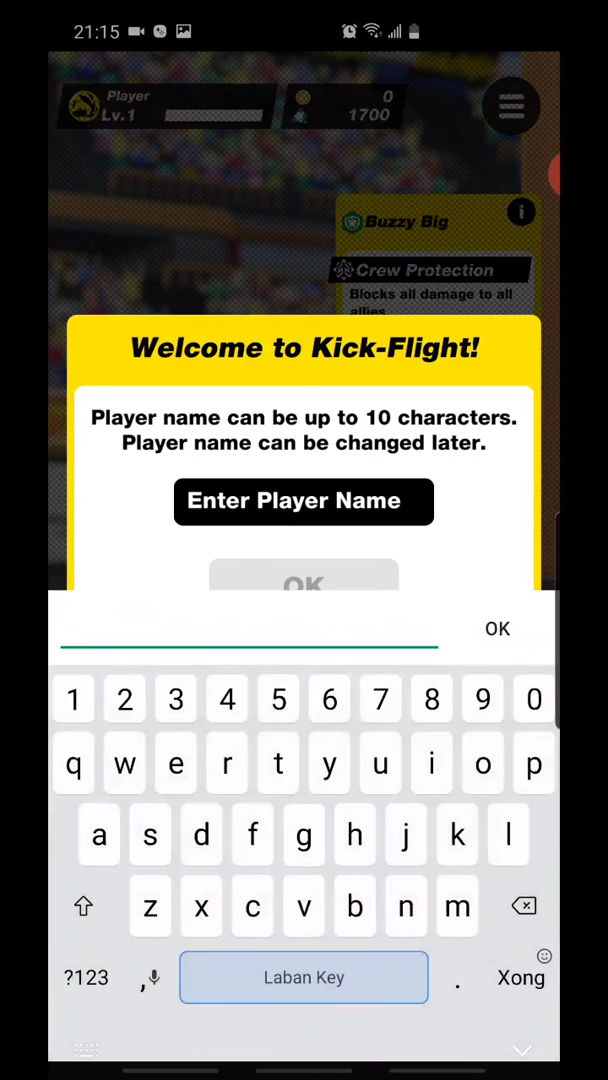 21:15
Player
Lv.1
0
1700
Buzzy Big
i
Crew Protection
Blocks all damage to all
allies
Welcome to Kick-Flight!
Player name can be up to 10 characters.
Player name can be changed later.
Enter Player Name
OK
OK
1 2 3 4 5 6 7 8 9 0
q w e r t y u i o p
a s d f g h j k l
z x c v b n m
?123 , Laban Key . Xong